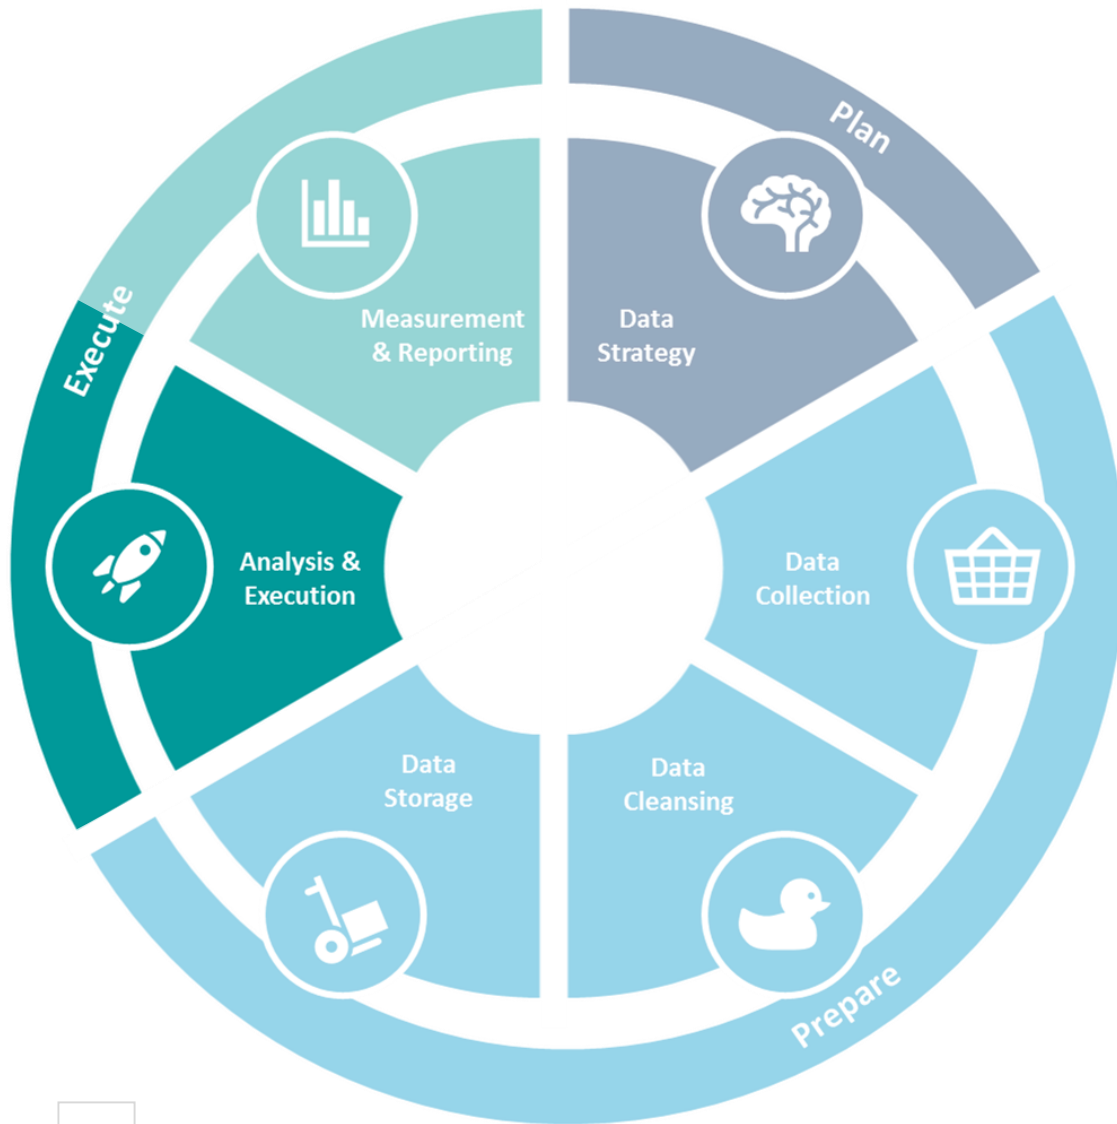 Plan
Data
Strategy
Data
Collection
Prepare
Data
Cleansing
Data
Storage
Execute
Analysis &
Execution
Measurement
& Reporting